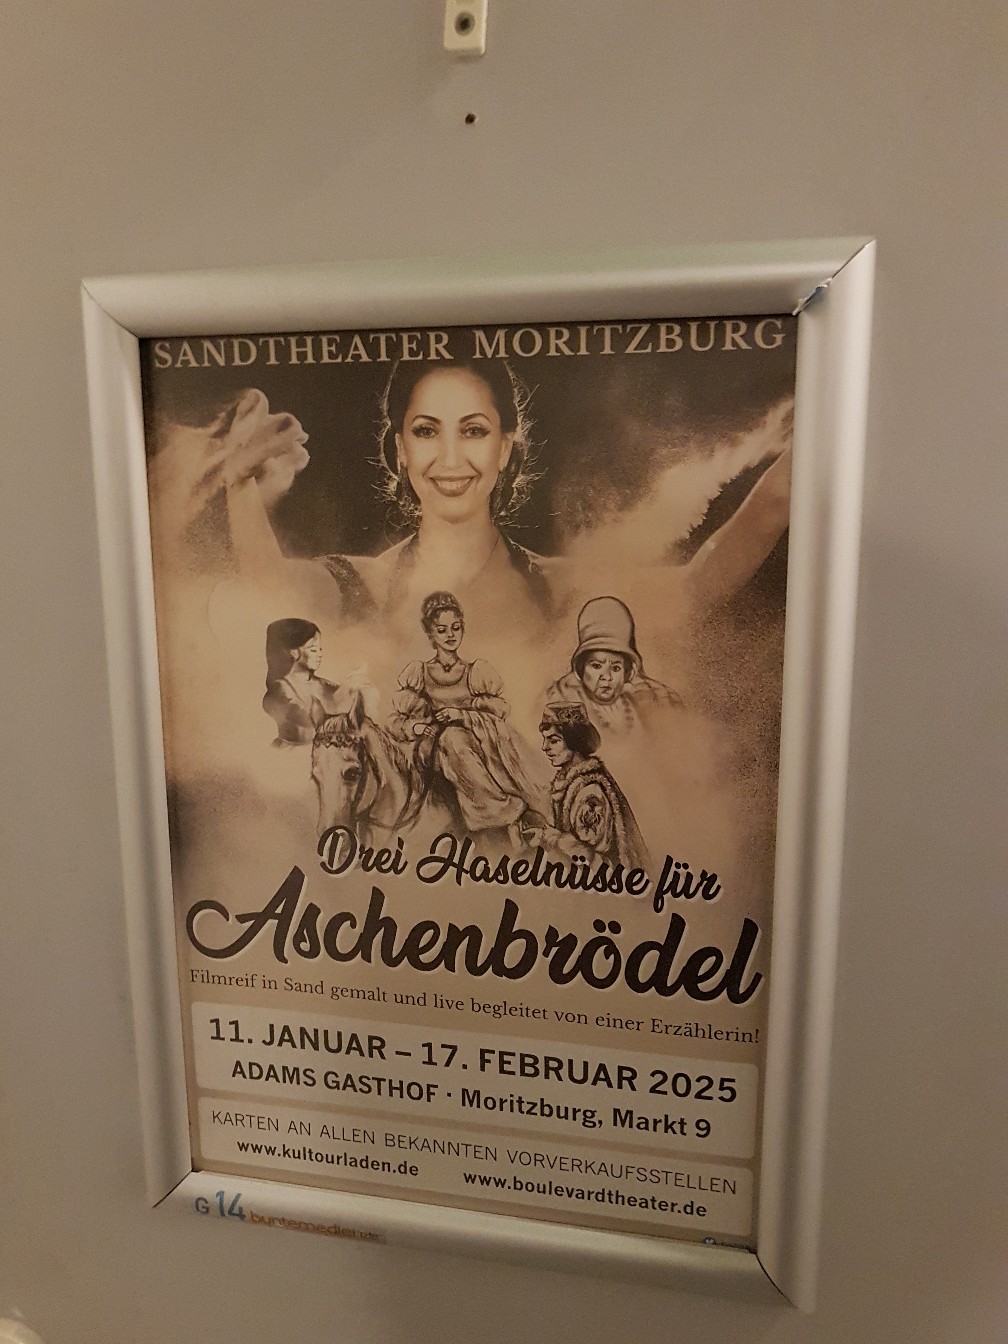 SANDTHEATER MORITZBURG
Drei Haselnüsse für
Aschenbrödel
Filmreif in Sand gemalt und live begleitet von einer Erzählerin!
11. JANUAR – 17. FEBRUAR 2025
ADAMS GASTHOF · Moritzburg, Markt 9
KARTEN AN ALLEN BEKANNTEN VORVERKAUFSSTELLEN
www.kultourladen.de www.boulevardtheater.de
G 14 buntemedien.de